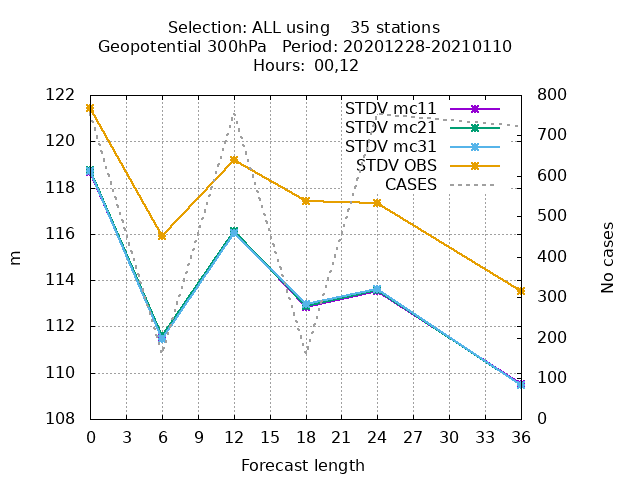 Selection: ALL using    35 stations
Geopotential 300hPa   Period: 20201228-20210110
Hours:  00,12
STDV mc11
STDV mc21
STDV mc31
STDV OBS
CASES
122
120
118
116
114
112
110
108
800
700
600
500
400
300
200
100
0
m
No cases
0 3 6 9 12 15 18 21 24 27 30 33 36
Forecast length